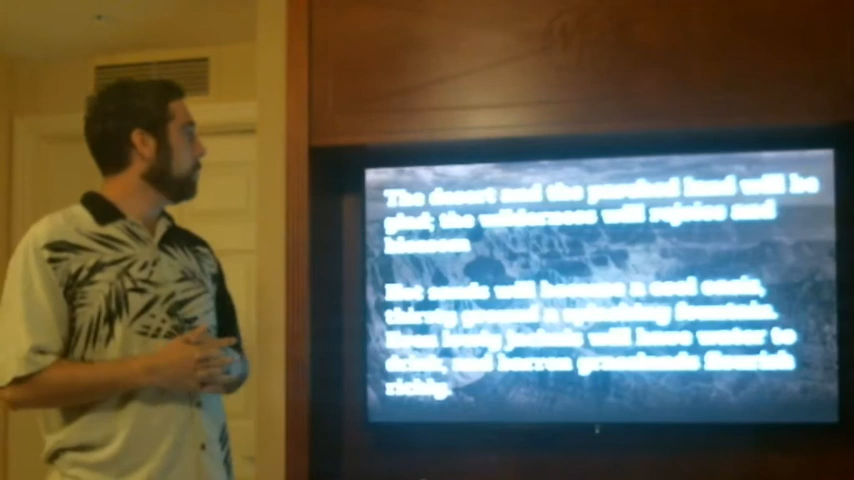 The desert and the parched land will be
glad; the wilderness will rejoice and
blossom
Hot sands will become a cool oasis,
thirsty ground a splashing fountain.
Even lowly jackals will have water to
drink, and barren grasslands flourish
richly.